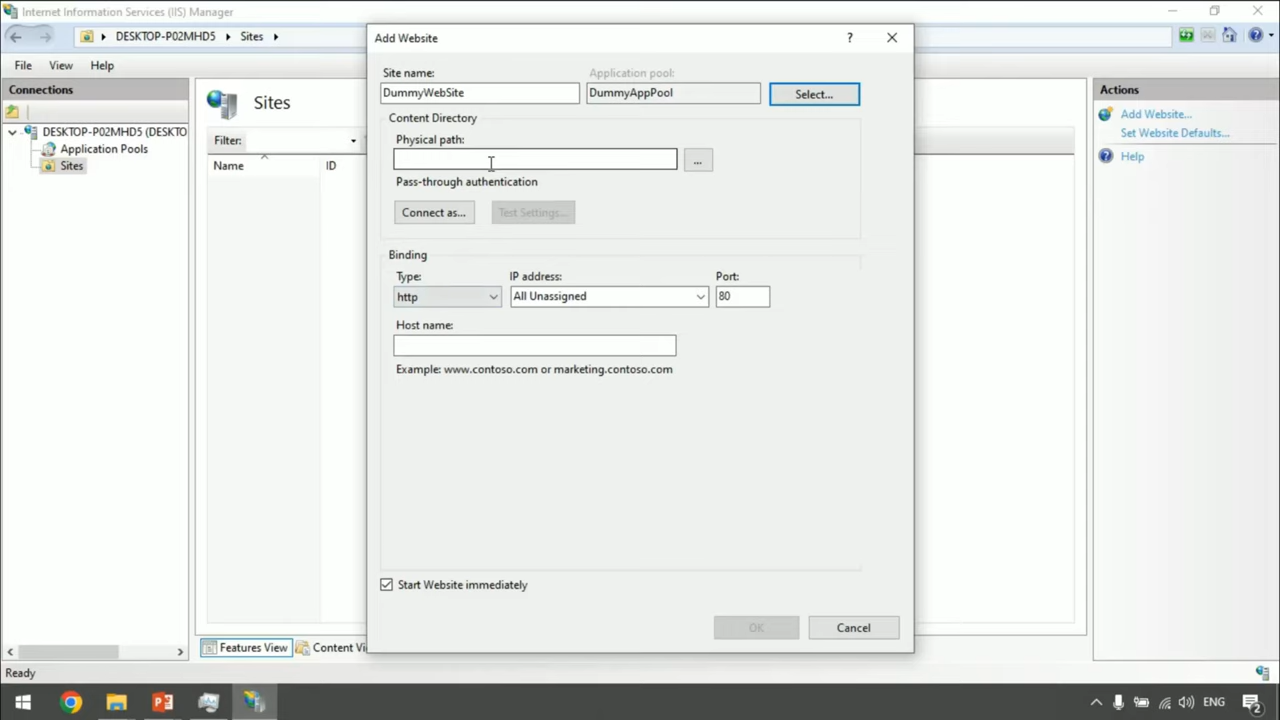 Internet Information Services (IIS) Manager
DESKTOP-P02MHD5
Sites
File View Help
Connections
DESKTOP-P02MHD5 (DESKTO
Application Pools
Sites
Sites
Filter:
Name ID
Features View Content Vi
Add Website
?
Site name: Application pool:
DummyWebSite DummyAppPool Select...
Content Directory
Physical path:
...
Pass-through authentication
Connect as... Test Settings...
Binding
Type: IP address: Port:
http All Unassigned 80
Host name:
Example: www.contoso.com or marketing.contoso.com
Start Website immediately
OK Cancel
Actions
Add Website...
Set Website Defaults...
Help
Ready
ENG
2